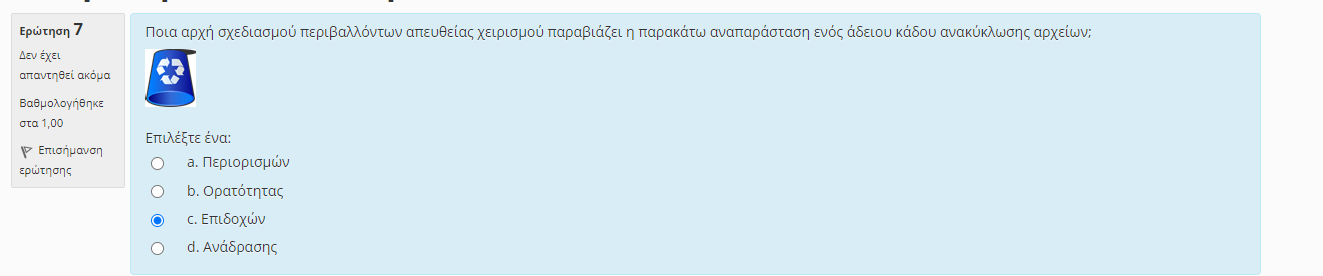 Ερώτηση 7
Δεν έχει
απαντηθεί ακόμα
Βαθμολογήθηκε
στα 1,00
Επισήμανση
ερώτησης
Ποια αρχή σχεδιασμού περιβαλλόντων απευθείας χειρισμού παραβιάζει η παρακάτω αναπαράσταση ενός άδειου κάδου ανακύκλωσης αρχείων;
Επιλέξτε ένα:
a. Περιορισμών
b. Ορατότητας
c. Επιδοχών
d. Ανάδρασης